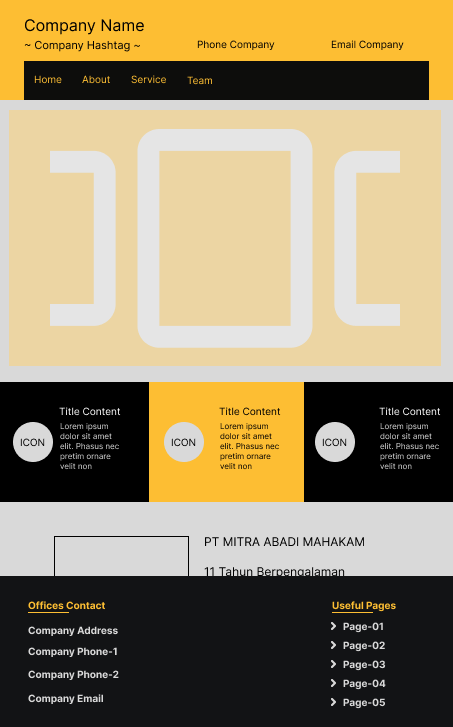 Company Name
~ Company Hashtag ~
Phone Company
Email Company
Home
About
Service
Team
Title Content
Lorem ipsum
dolor sit amet
elit. Phasus nec
pretim ornare
velit non
ICON
Title Content
Lorem ipsum
dolor sit amet
elit. Phasus nec
pretim ornare
velit non
ICON
Title Content
Lorem ipsum
dolor sit amet
elit. Phasus nec
pretim ornare
velit non
ICON
PT MITRA ABADI MAHAKAM
11 Tahun Berpengalaman
Offices Contact
Company Address
Company Phone-1
Company Phone-2
Company Email
Useful Pages
Page-01
Page-02
Page-03
Page-04
Page-05